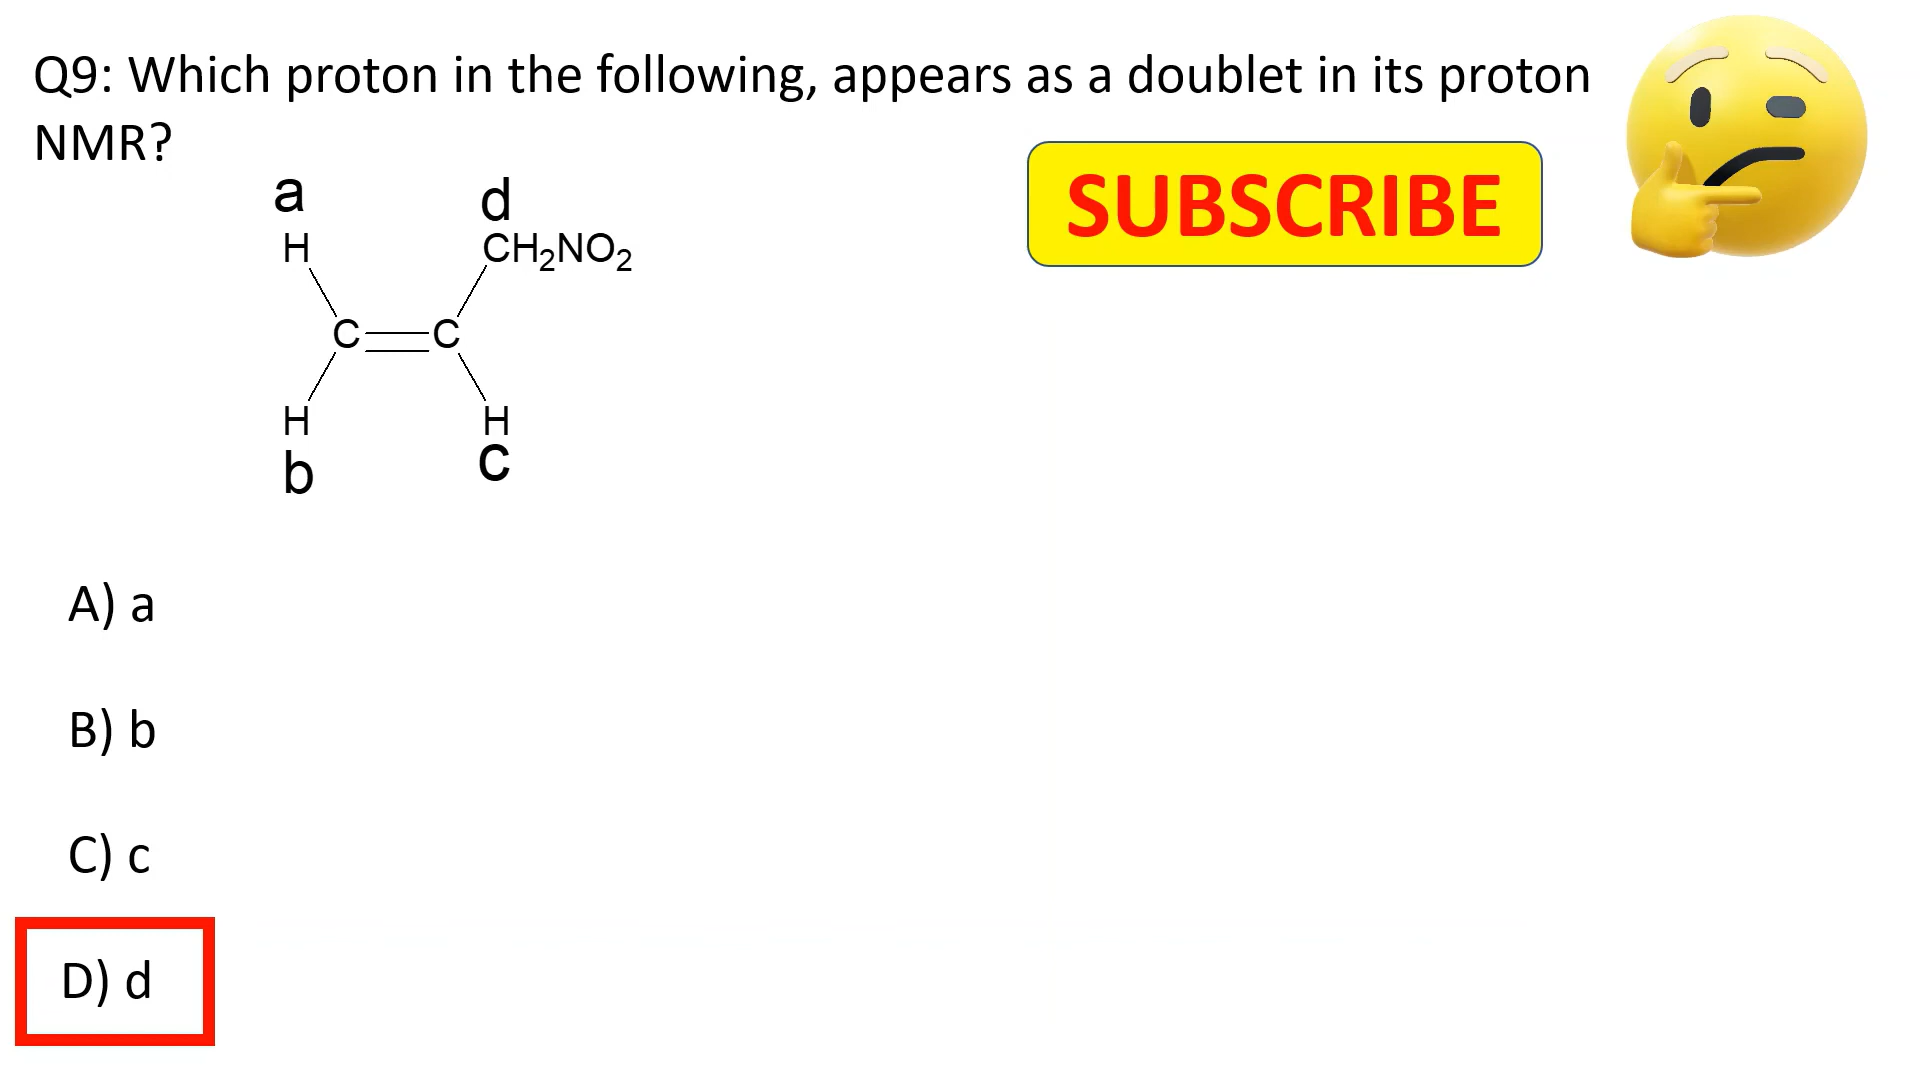 Q9: Which proton in the following, appears as a doublet in its proton
NMR?
SUBSCRIBE
a d
H CH₂NO₂
C C
H H
b c
A) a
B) b
C) c
D) d